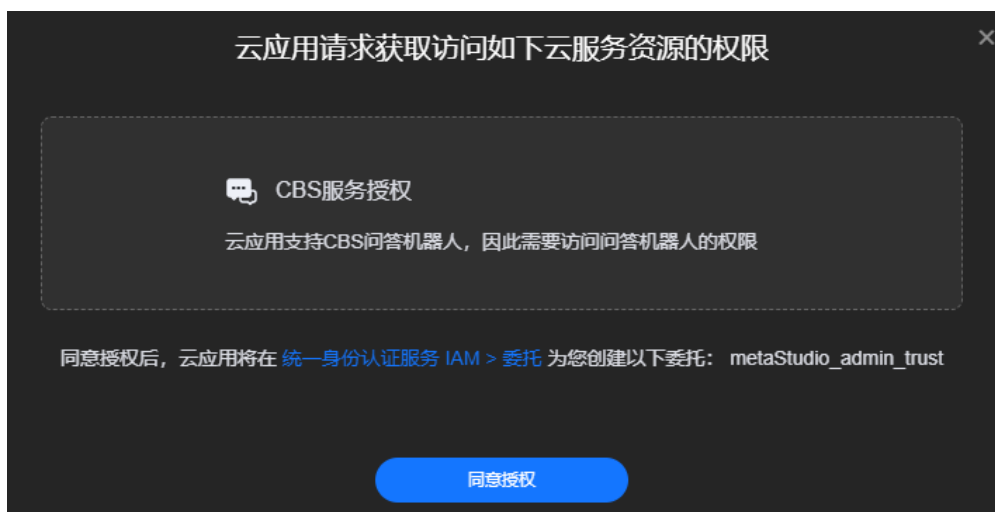 云应用请求获取访问如下云服务资源的权限
CBS服务授权
云应用支持CBS问答机器人，因此需要访问问答机器人的权限
同意授权后，云应用将在 统一身份认证服务 IAM > 委托 为您创建以下委托： metaStudio_admin_trust
同意授权